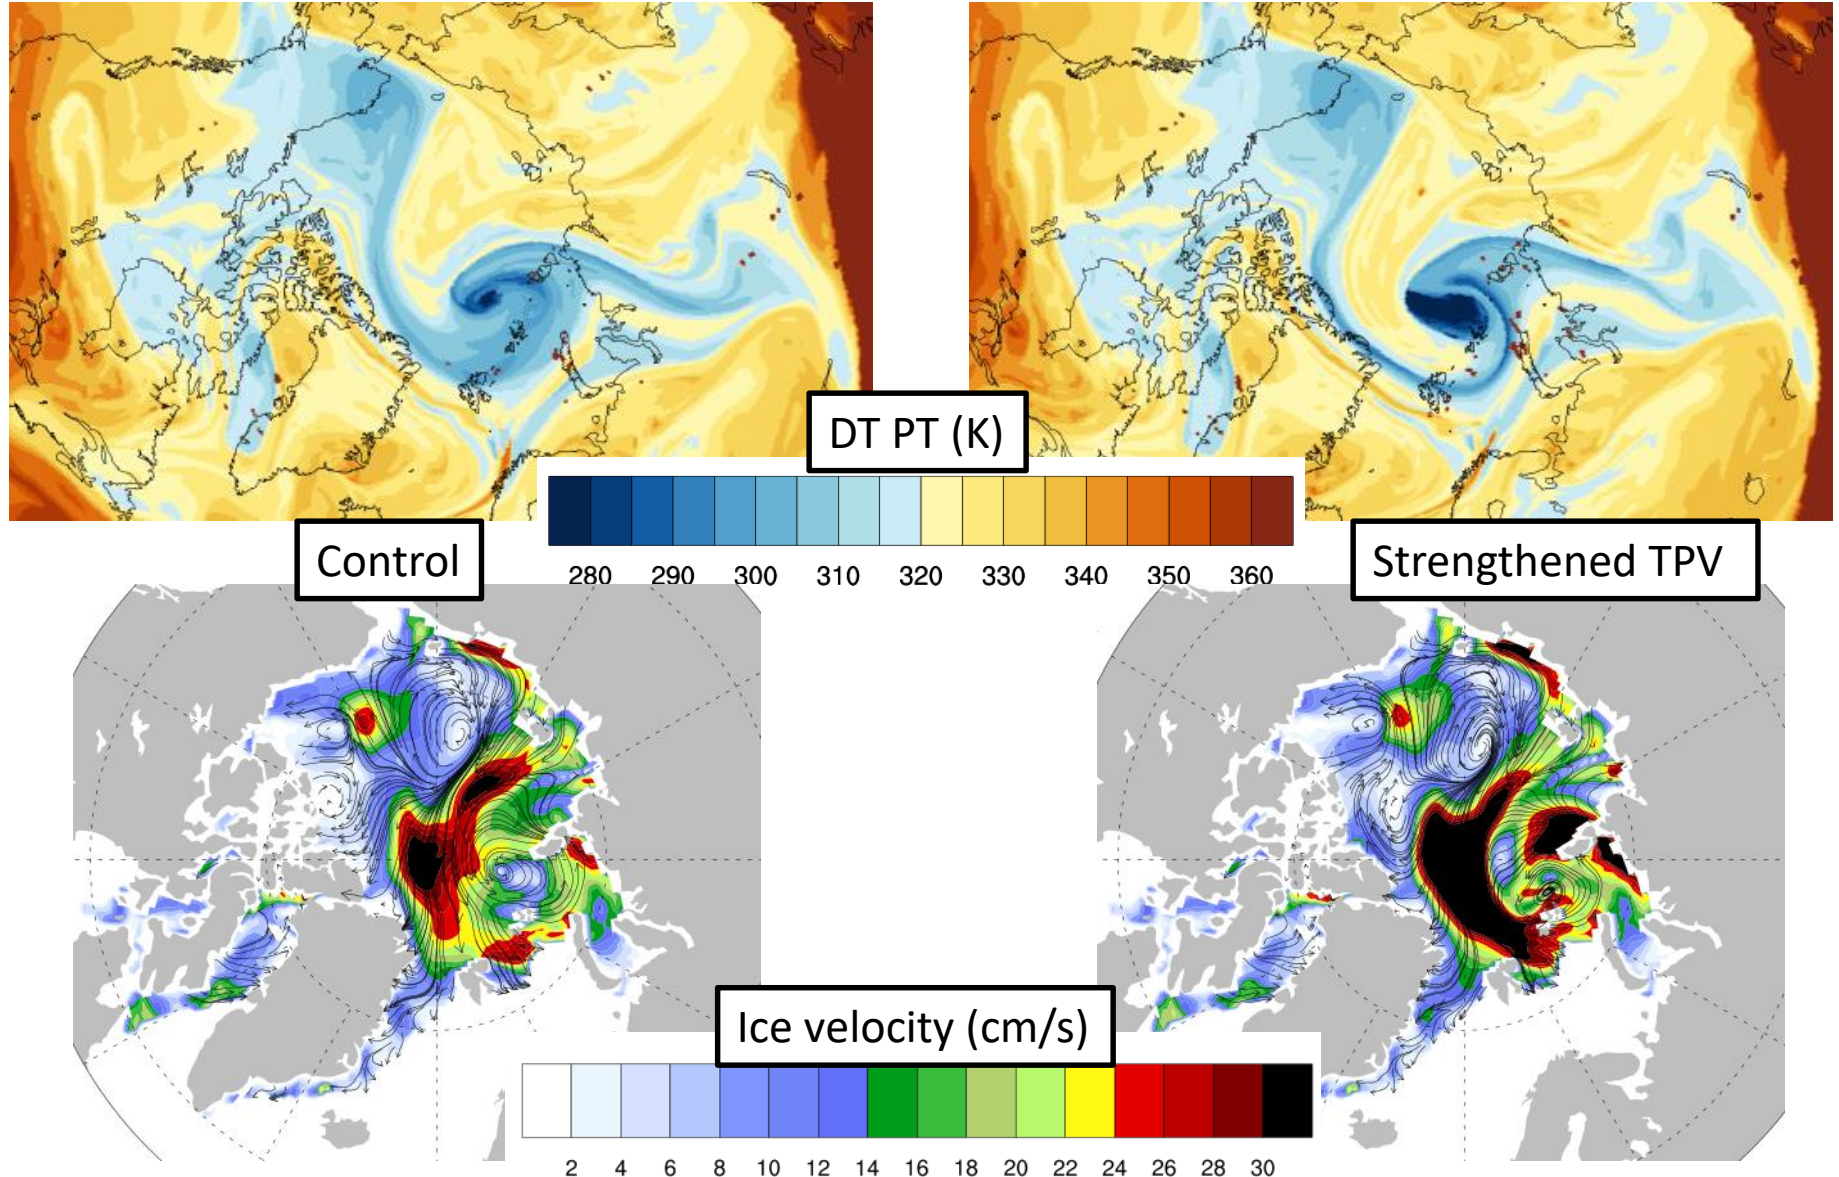 DT PT (K)
280 290 300 310 320 330 340 350 360
Control
Strengthened TPV
Ice velocity (cm/s)
2 4 6 8 10 12 14 16 18 20 22 24 26 28 30